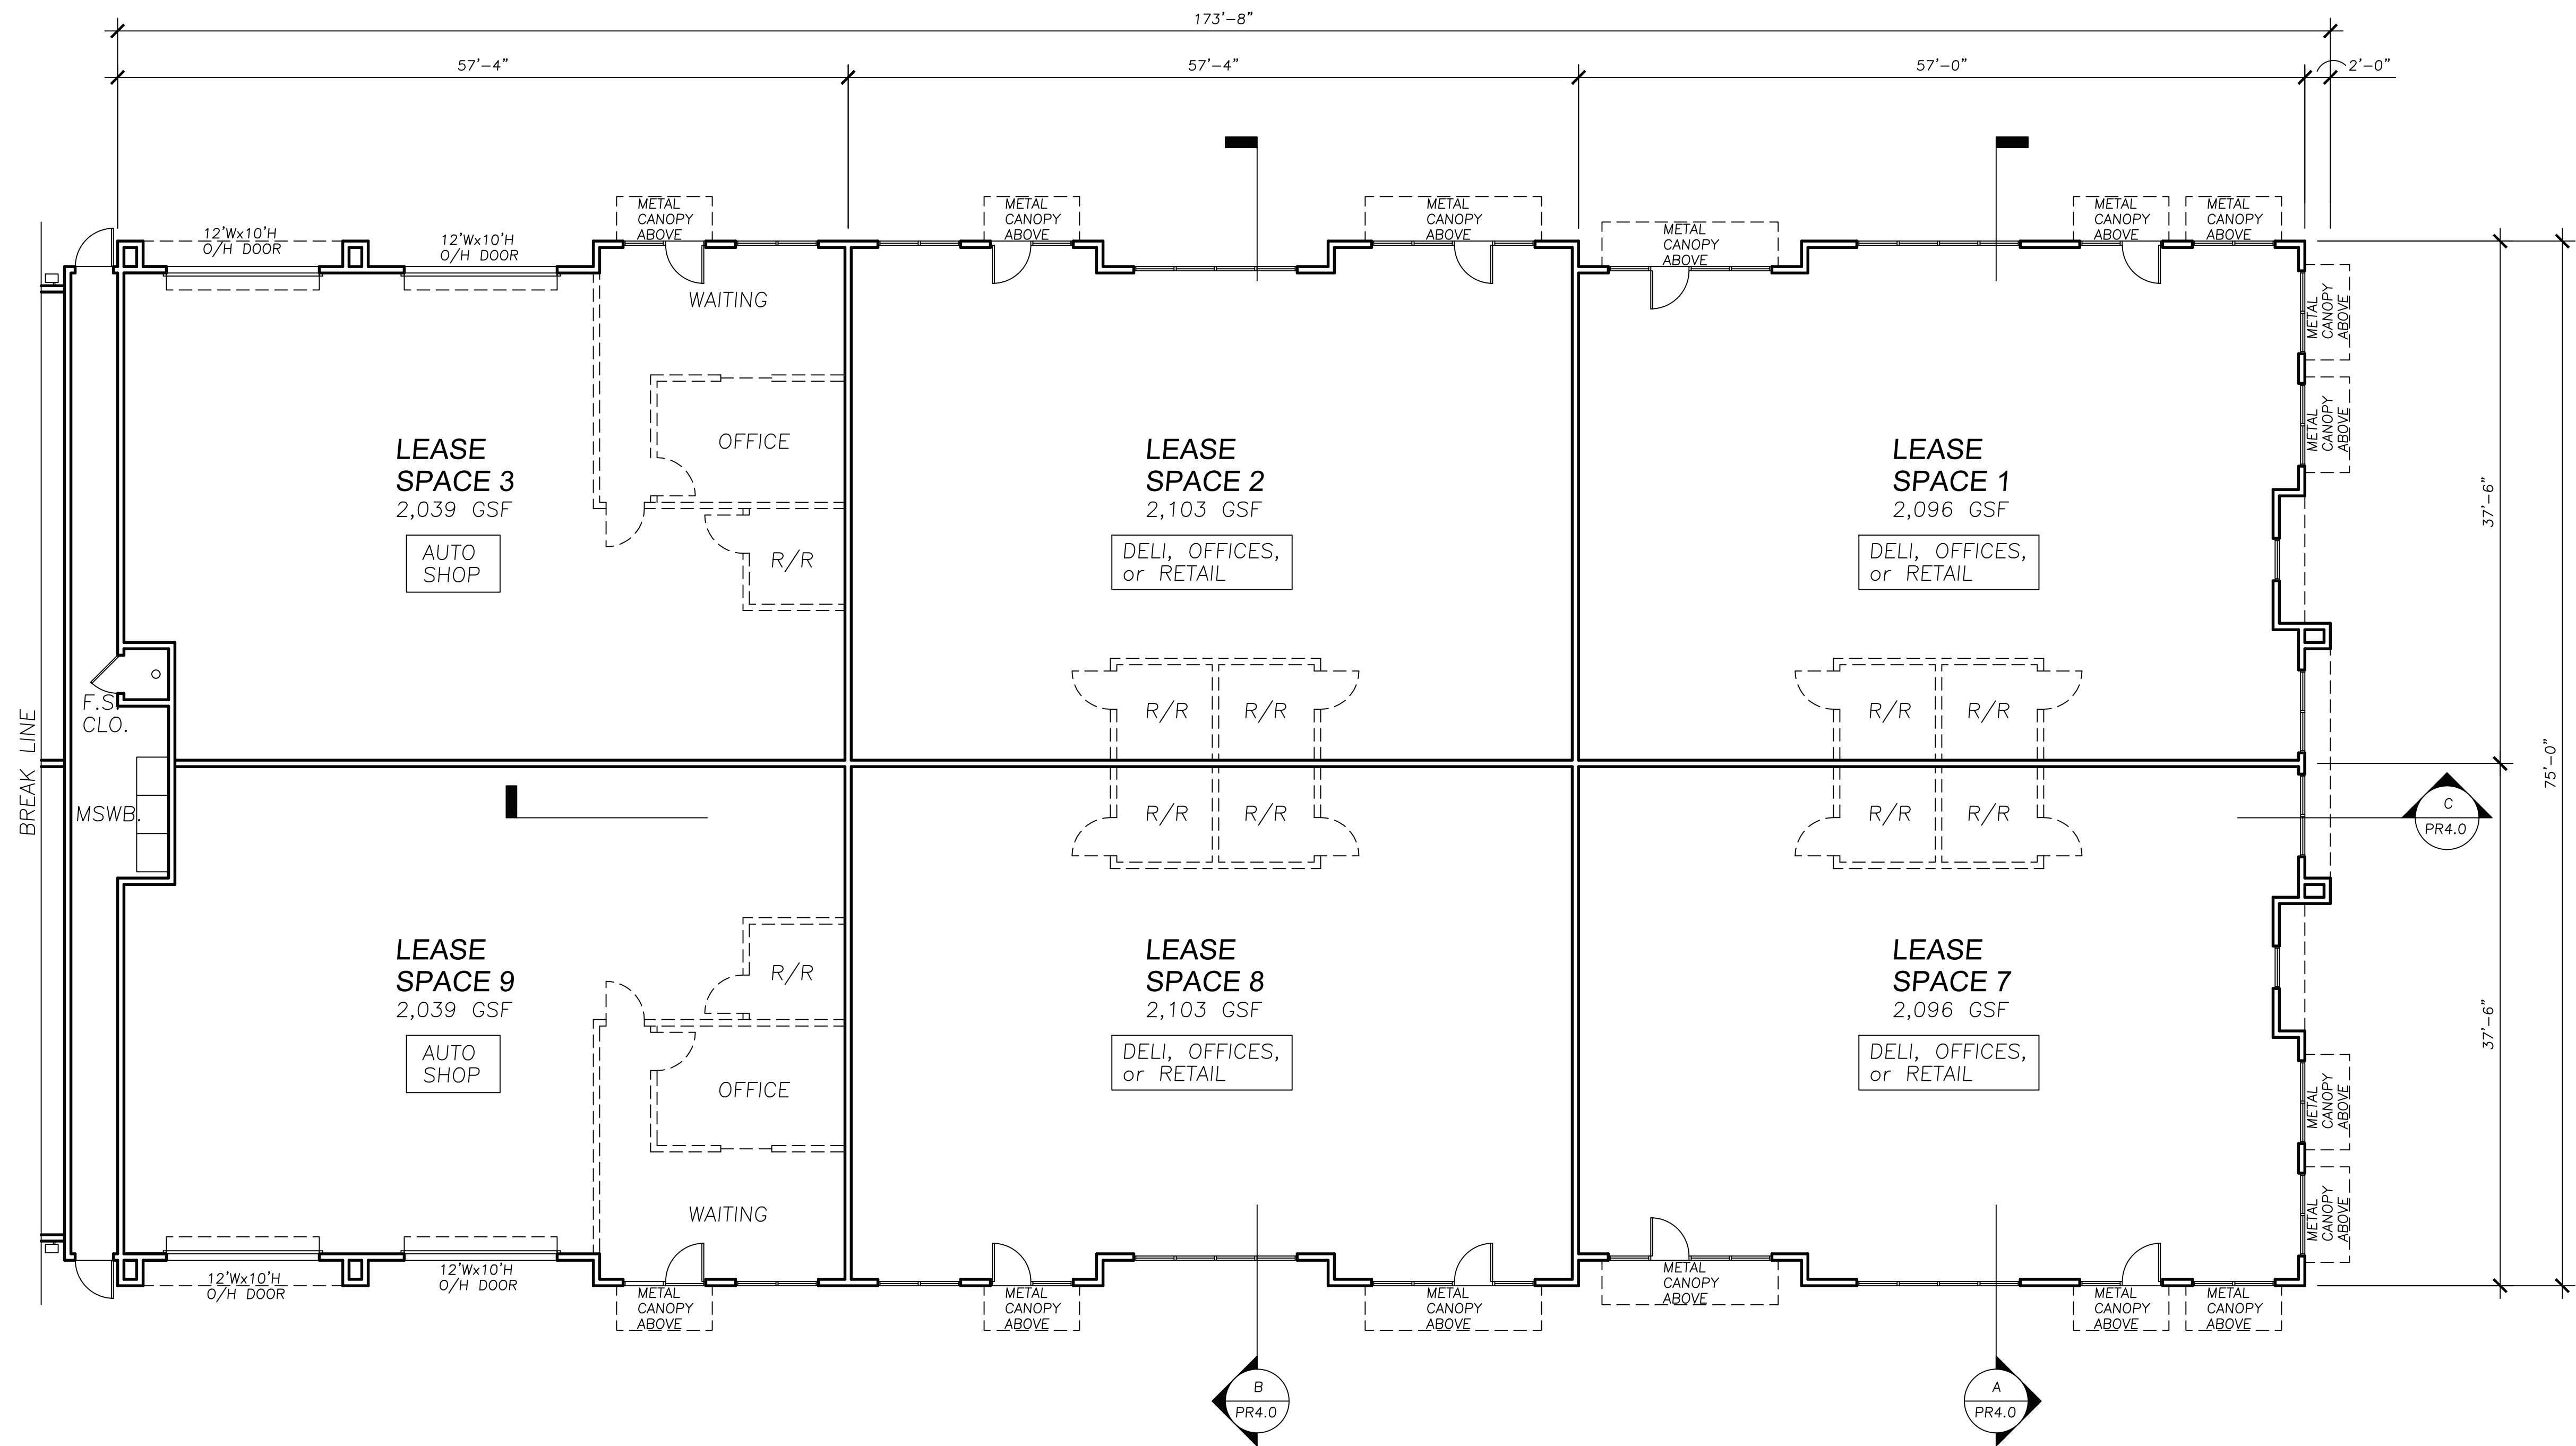 173'-8"
57'-4"
57'-4"
57'-0"
2'-0"
METAL
CANOPY
ABOVE
METAL
CANOPY
ABOVE
METAL
CANOPY
ABOVE
METAL
CANOPY
ABOVE
METAL
CANOPY
ABOVE
METAL
CANOPY
ABOVE
12'Wx10'H
O/H DOOR
12'Wx10'H
O/H DOOR
WAITING
METAL
CANOPY
ABOVE
METAL
CANOPY
ABOVE
OFFICE
LEASE
SPACE 3
2,039 GSF
AUTO
SHOP
R/R
LEASE
SPACE 2
2,103 GSF
DELI, OFFICES,
or RETAIL
LEASE
SPACE 1
2,096 GSF
DELI, OFFICES,
or RETAIL
37'-6"
75'-0"
F.S.
CLO.
R/R
R/R
R/R
R/R
BREAK LINE
MSWB.
R/R
R/R
R/R
R/R
C
PR4.0
LEASE
SPACE 9
2,039 GSF
AUTO
SHOP
R/R
OFFICE
WAITING
LEASE
SPACE 8
2,103 GSF
DELI, OFFICES,
or RETAIL
LEASE
SPACE 7
2,096 GSF
DELI, OFFICES,
or RETAIL
37'-6"
METAL
CANOPY
ABOVE
METAL
CANOPY
ABOVE
12'Wx10'H
O/H DOOR
12'Wx10'H
O/H DOOR
METAL
CANOPY
ABOVE
METAL
CANOPY
ABOVE
METAL
CANOPY
ABOVE
METAL
CANOPY
ABOVE
METAL
CANOPY
ABOVE
METAL
CANOPY
ABOVE
B
PR4.0
A
PR4.0